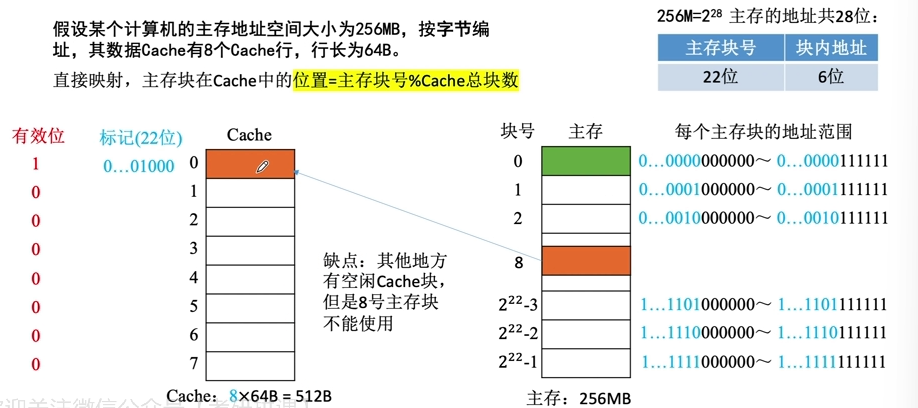 假设某个计算机的主存地址空间大小为256MB，按字节编
址，其数据Cache有8个Cache行，行长为64B。
直接映射，主存块在Cache中的位置=主存块号%Cache总块数
256M=2²⁸ 主存的地址共28位：
主存块号 块内地址
22位 6位
有效位 标记(22位) Cache
1 0…01000 0
0 1
0 2
0 3
0 4
0 5
0 6
0 7
Cache：8×64B = 512B
缺点：其他地方
有空闲Cache块，
但是8号主存块
不能使用
块号 主存 每个主存块的地址范围
0 0…0000000000～ 0…0000111111
1 0…0001000000～ 0…0001111111
2 0…0010000000～ 0…0010111111
8
2²²-3 1…1101000000～ 1…1101111111
2²²-2 1…1110000000～ 1…1110111111
2²²-1 1…1111000000～ 1…1111111111
主存：256MB